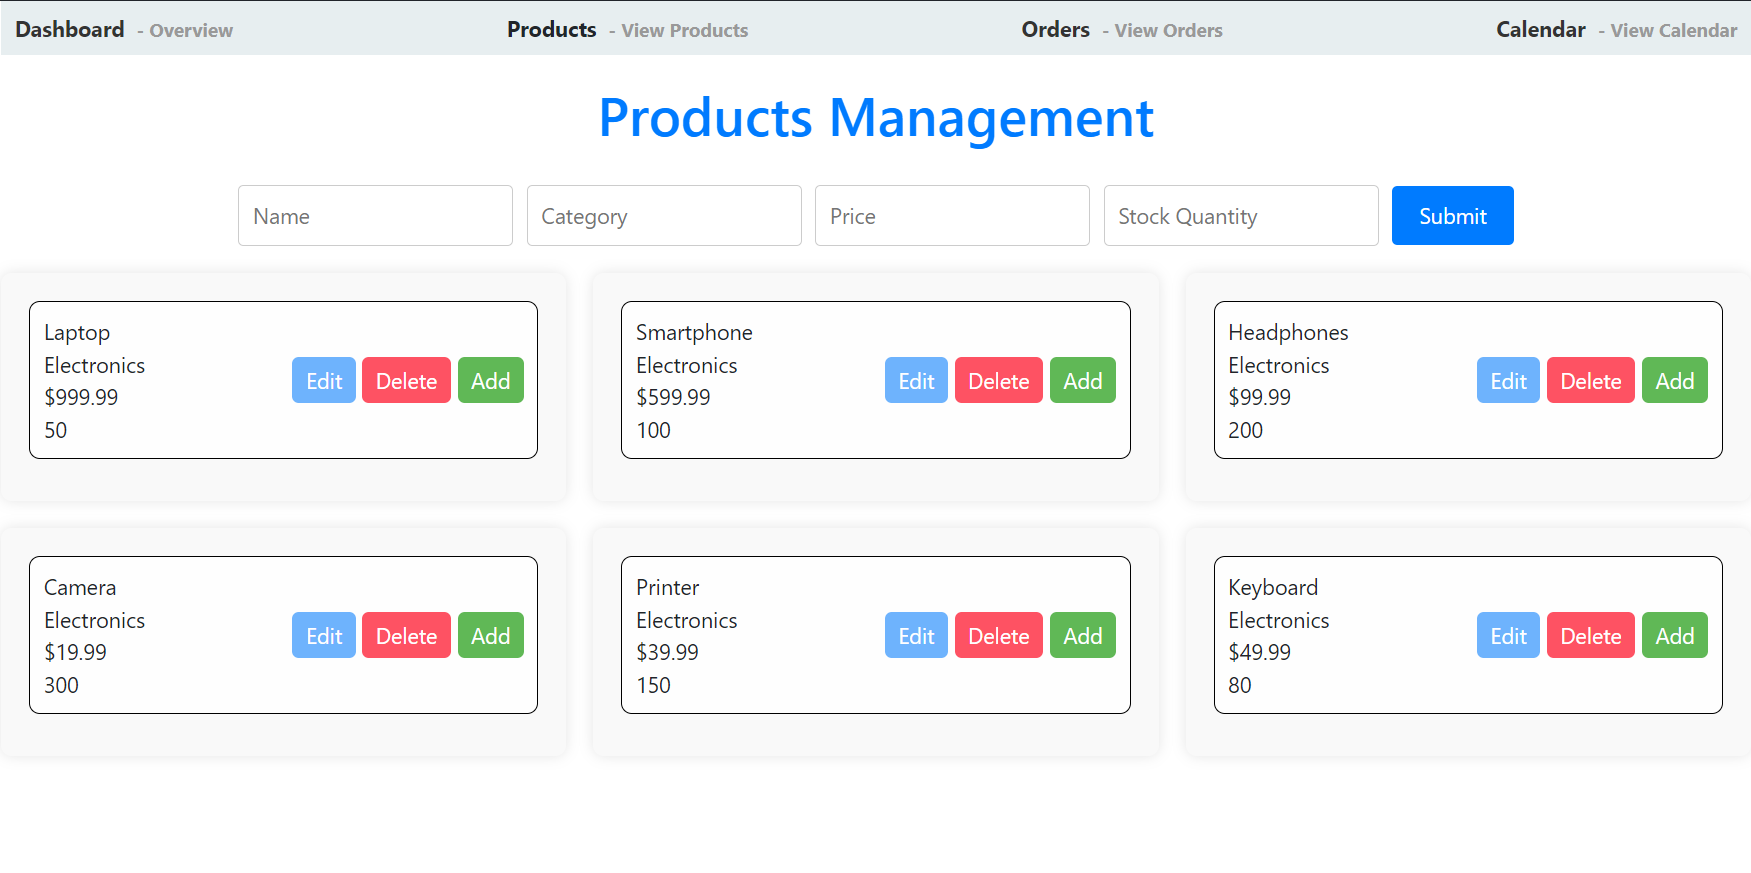 Dashboard - Overview Products - View Products Orders - View Orders Calendar - View Calendar
Products Management
Name Category Price Stock Quantity Submit
Laptop
Electronics
$999.99
50
Edit Delete Add
Smartphone
Electronics
$599.99
100
Edit Delete Add
Headphones
Electronics
$99.99
200
Edit Delete Add
Camera
Electronics
$19.99
300
Edit Delete Add
Printer
Electronics
$39.99
150
Edit Delete Add
Keyboard
Electronics
$49.99
80
Edit Delete Add